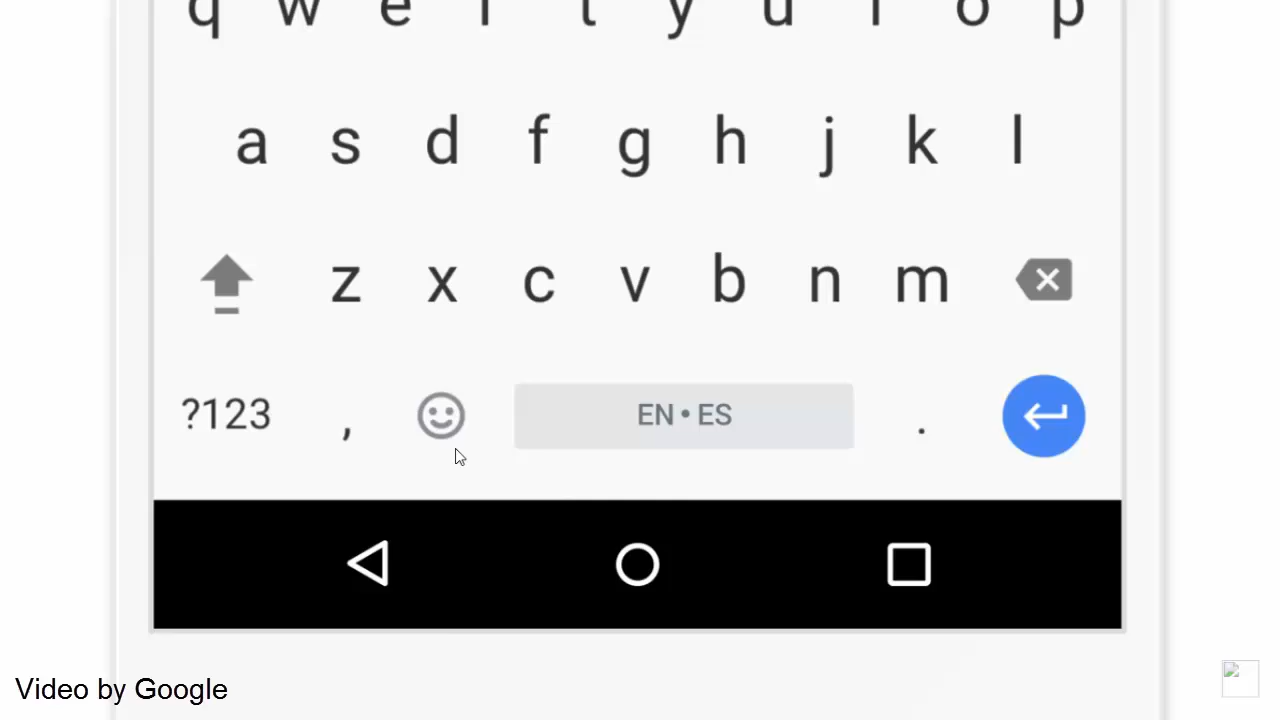 q w e r t y u i o p
a s d f g h j k l
z x c v b n m
?123 , EN • ES .
Video by Google